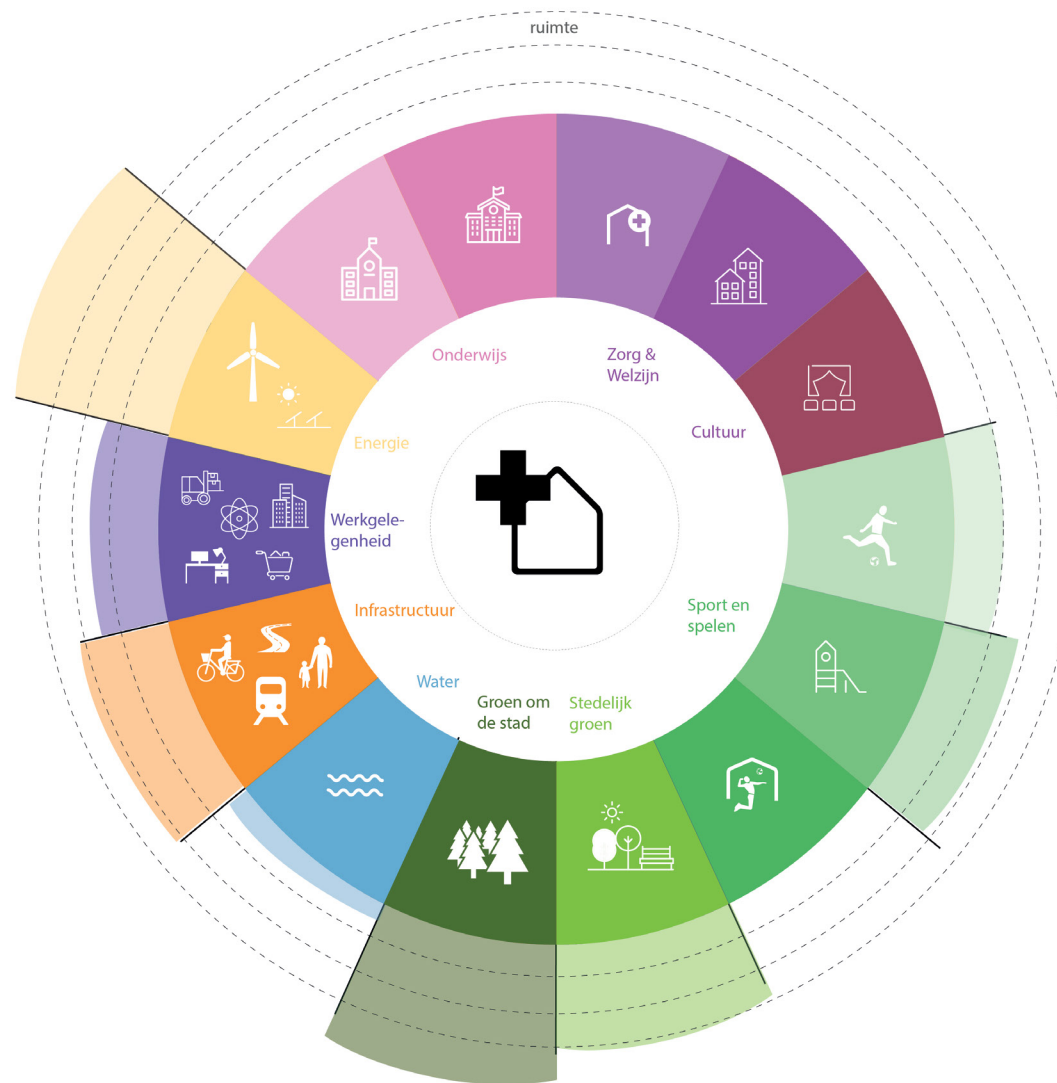 ruimte
Onderwijs
Zorg &
Welzijn
Cultuur
Energie
Werkgele-
genheid
Infrastructuur
Sport en
spelen
Water
Groen om
de stad
Stedelijk
groen